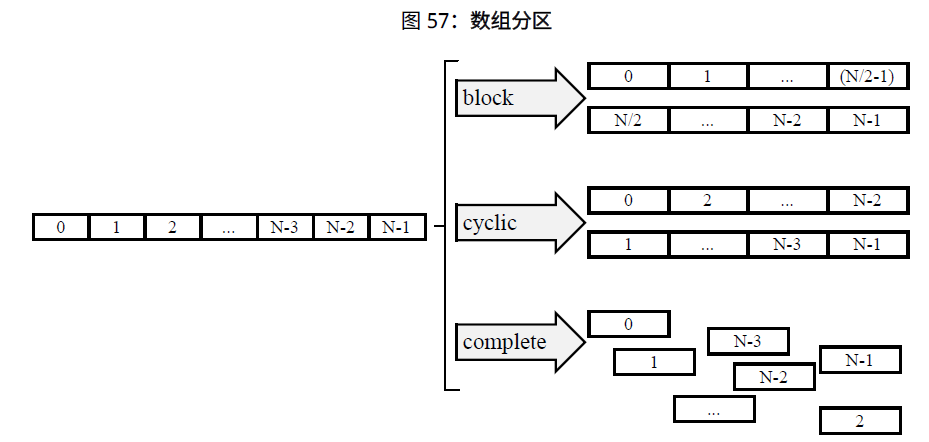 图 57：数组分区
0 1 2 ... N-3 N-2 N-1
block
0 1 ... (N/2-1)
N/2 ... N-2 N-1
cyclic
0 2 ... N-2
1 ... N-3 N-1
complete
0
N-3
1
N-1
N-2
...
2